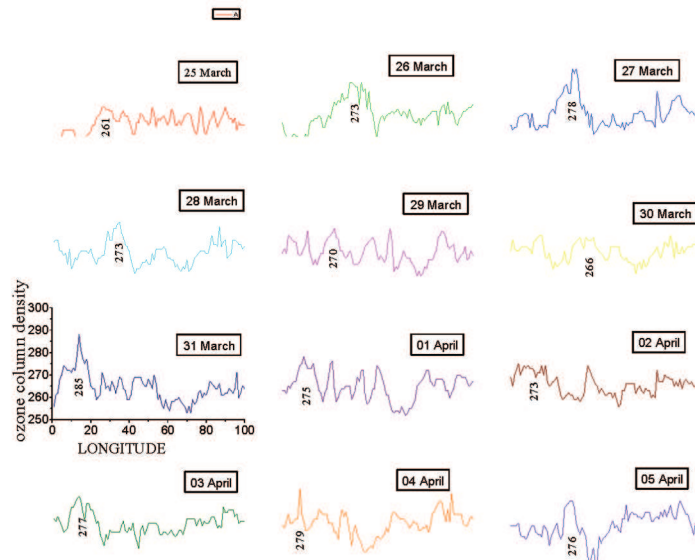 A
25 March
261
26 March
273
27 March
278
28 March
273
29 March
270
30 March
266
ozone column density
300
290
280
270
260
250
0 20 40 60 80 100
LONGITUDE
31 March
285
01 April
275
02 April
273
03 April
277
04 April
279
05 April
276